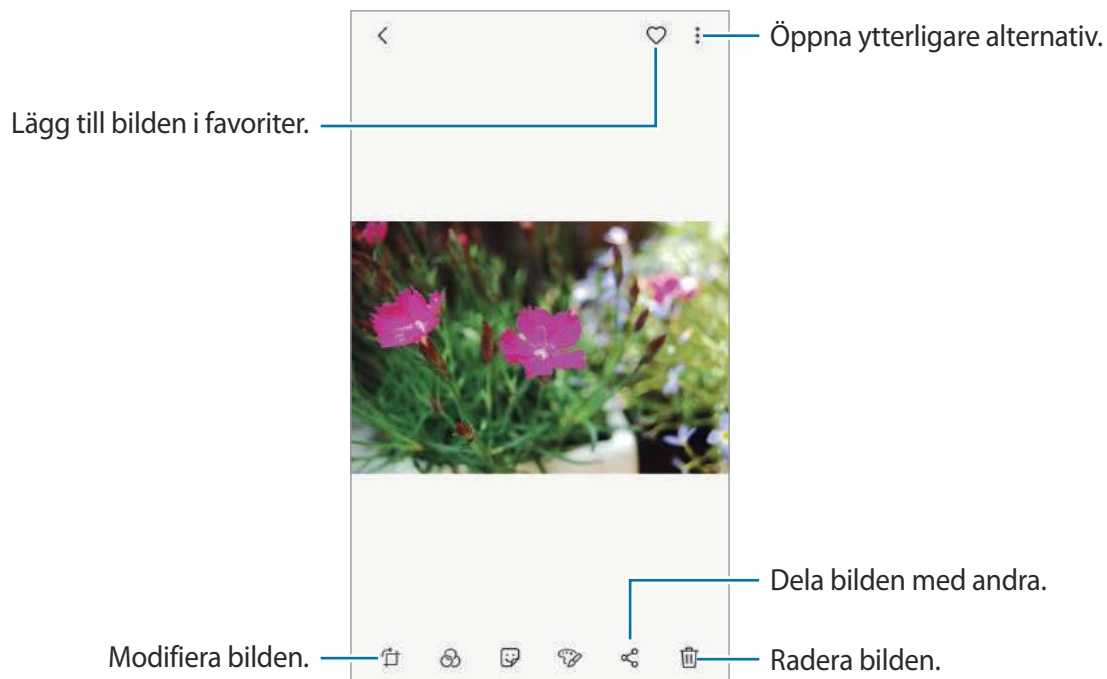 Öppna ytterligare alternativ.
Lägg till bilden i favoriter.
Dela bilden med andra.
Modifiera bilden.
Radera bilden.